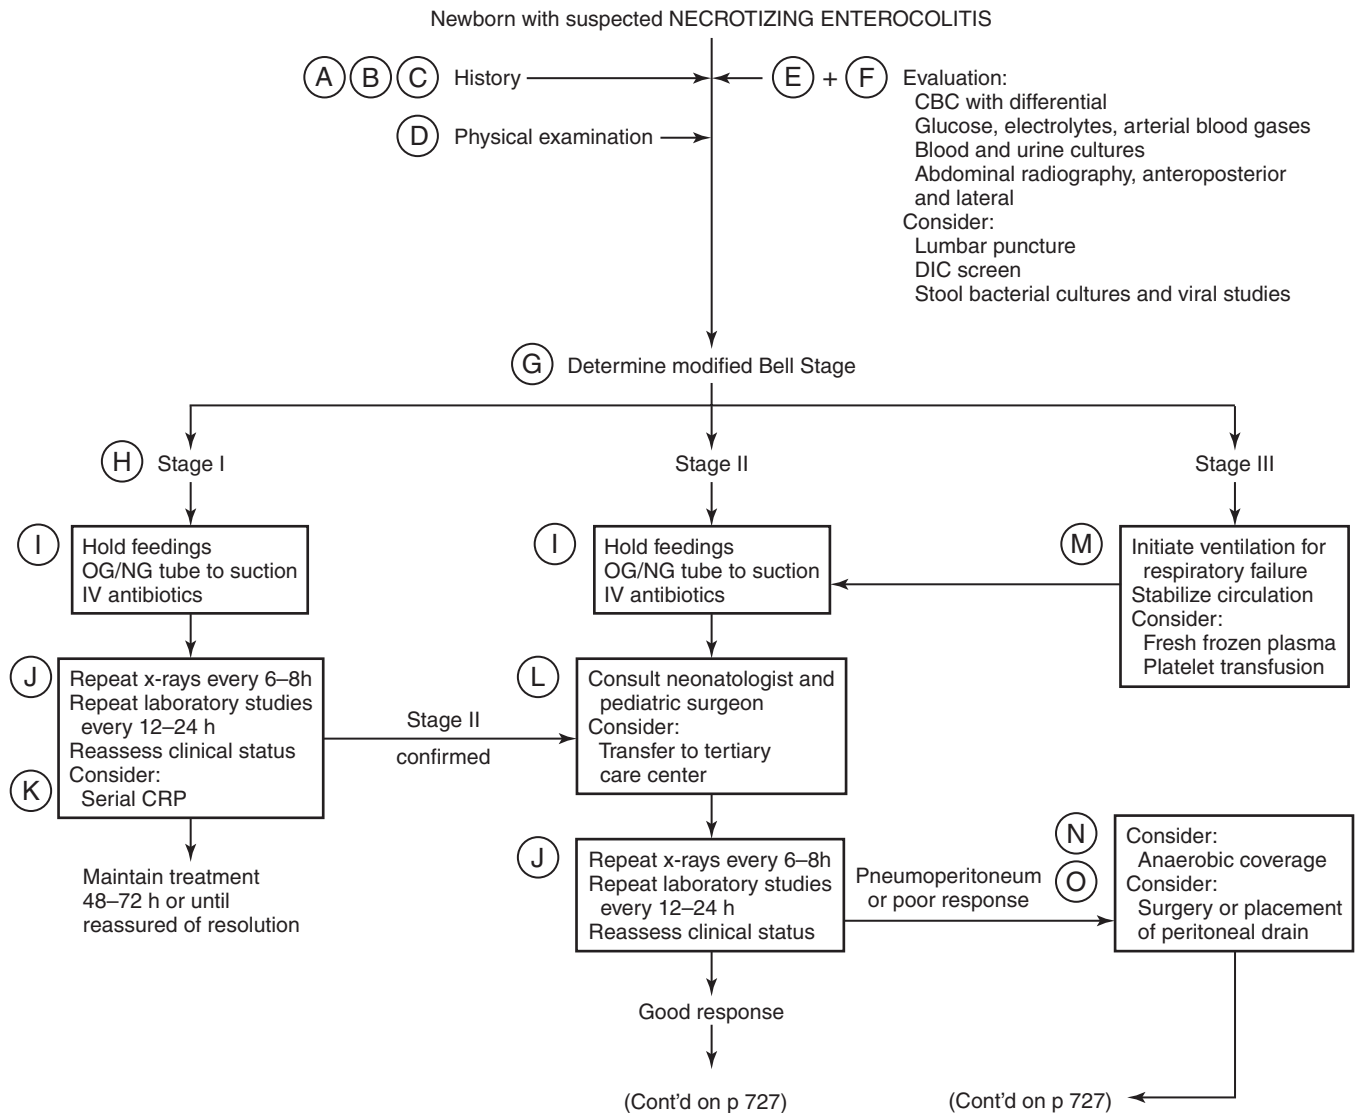 Newborn with suspected NECROTIZING ENTEROCOLITIS
A B C History
E + F Evaluation:
CBC with differential
Glucose, electrolytes, arterial blood gases
Blood and urine cultures
Abdominal radiography, anteroposterior
and lateral
Consider:
Lumbar puncture
DIC screen
Stool bacterial cultures and viral studies
D Physical examination
G Determine modified Bell Stage
H Stage I
Stage II
Stage III
I Hold feedings
OG/NG tube to suction
IV antibiotics
I Hold feedings
OG/NG tube to suction
IV antibiotics
M Initiate ventilation for
respiratory failure
Stabilize circulation
Consider:
Fresh frozen plasma
Platelet transfusion
J Repeat x-rays every 6–8h
Repeat laboratory studies
every 12–24 h
Reassess clinical status
Consider:
K Serial CRP
Stage II
confirmed
L Consult neonatologist and
pediatric surgeon
Consider:
Transfer to tertiary
care center
Maintain treatment
48–72 h or until
reassured of resolution
J Repeat x-rays every 6–8h
Repeat laboratory studies
every 12–24 h
Reassess clinical status
Pneumoperitoneum
or poor response
N Consider:
Anaerobic coverage
O Consider:
Surgery or placement
of peritoneal drain
Good response
(Cont'd on p 727)
(Cont'd on p 727)